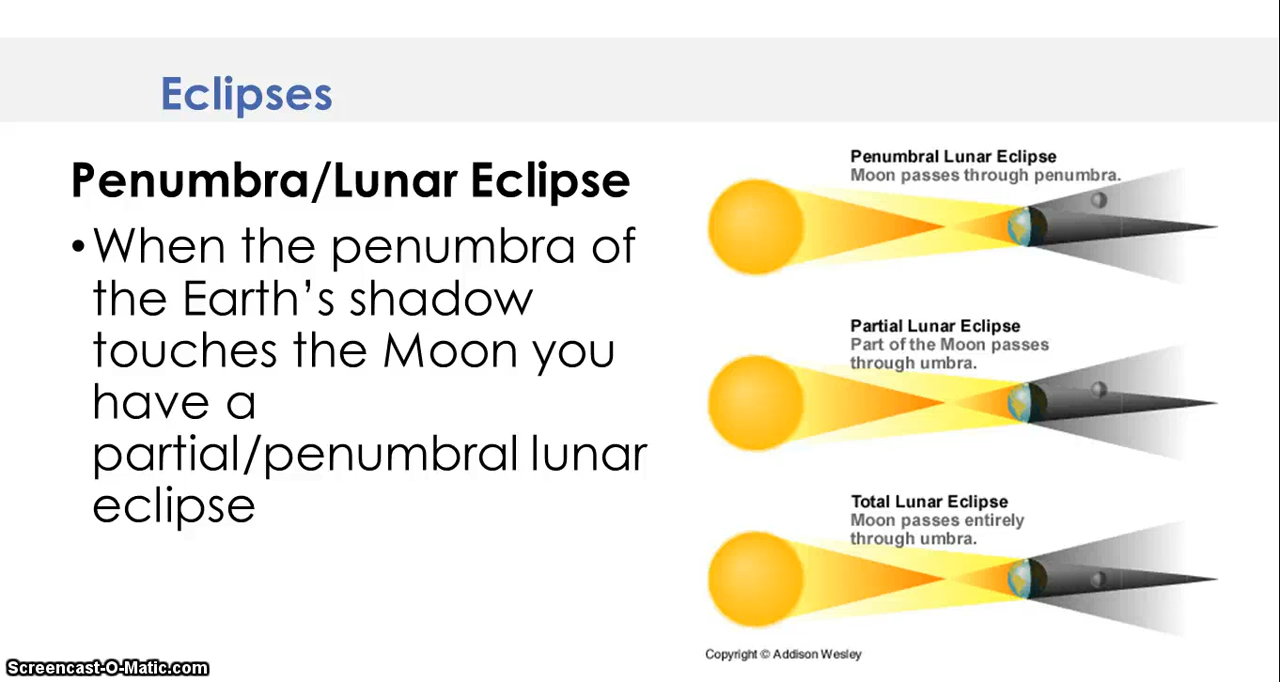 Eclipses
Penumbra/Lunar Eclipse
•When the penumbra of
the Earth’s shadow
touches the Moon you
have a
partial/penumbral lunar
eclipse
Penumbral Lunar Eclipse
Moon passes through penumbra.
Partial Lunar Eclipse
Part of the Moon passes
through umbra.
Total Lunar Eclipse
Moon passes entirely
through umbra.
Copyright © Addison Wesley
Screencast-O-Matic.com